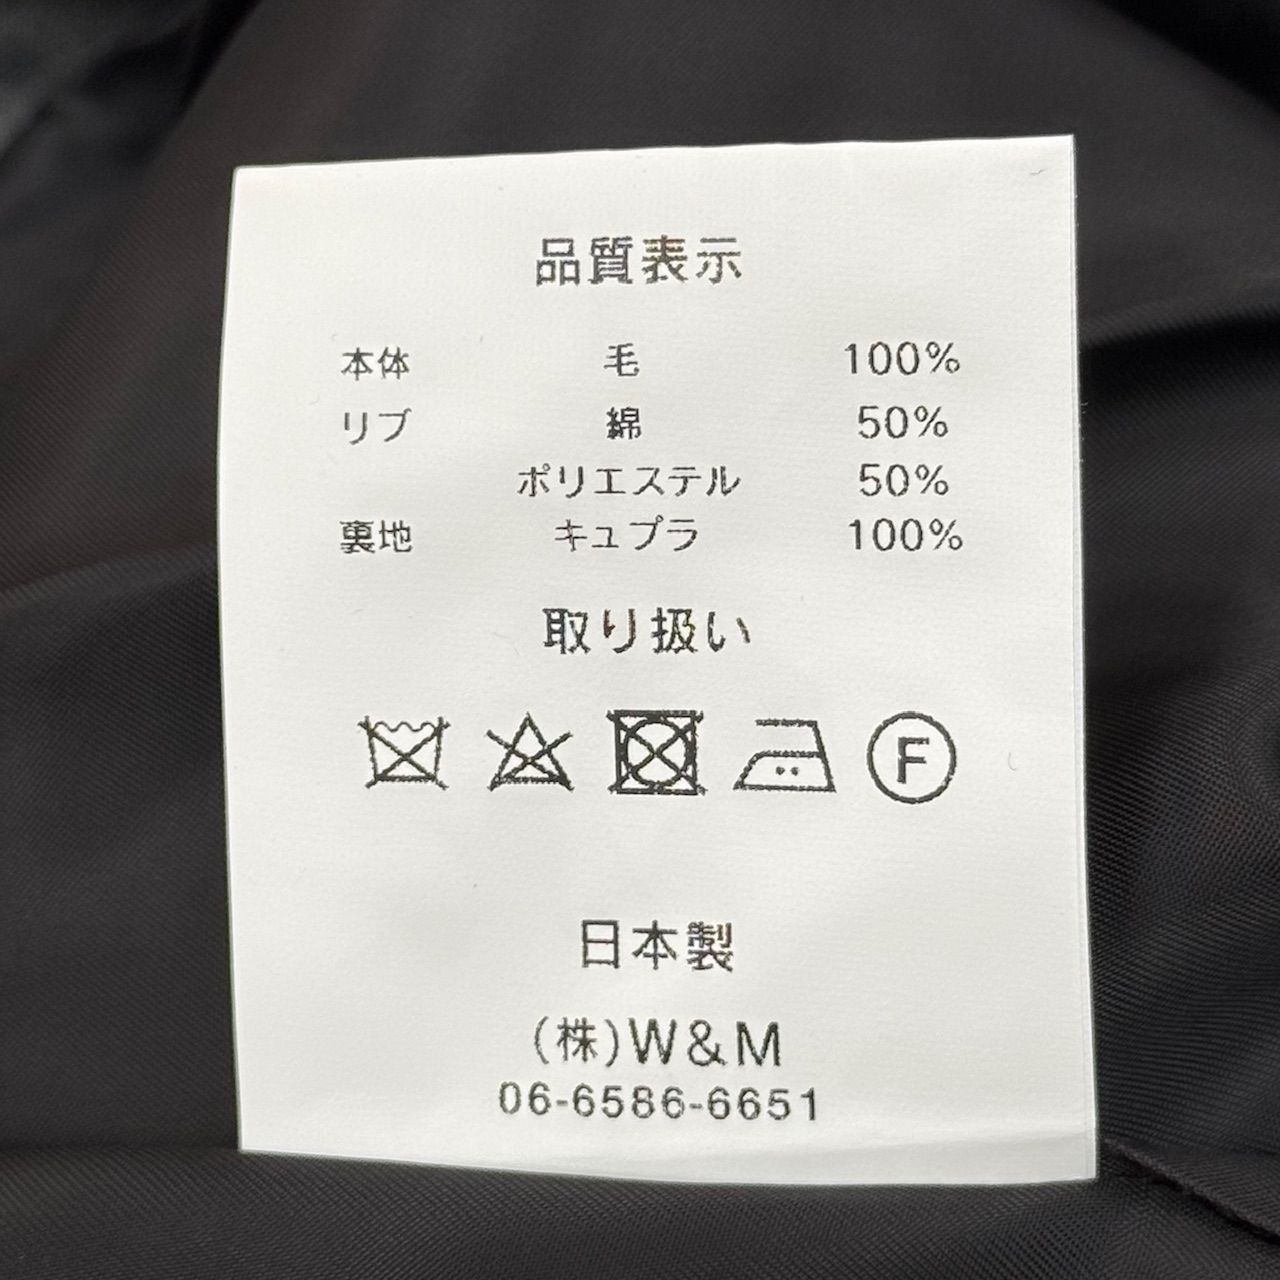 品質表示
本体 毛 100%
リブ 綿 50%
ポリエステル 50%
裏地 キュプラ 100%
取り扱い
F
日本製
(株)W&M
06-6586-6651